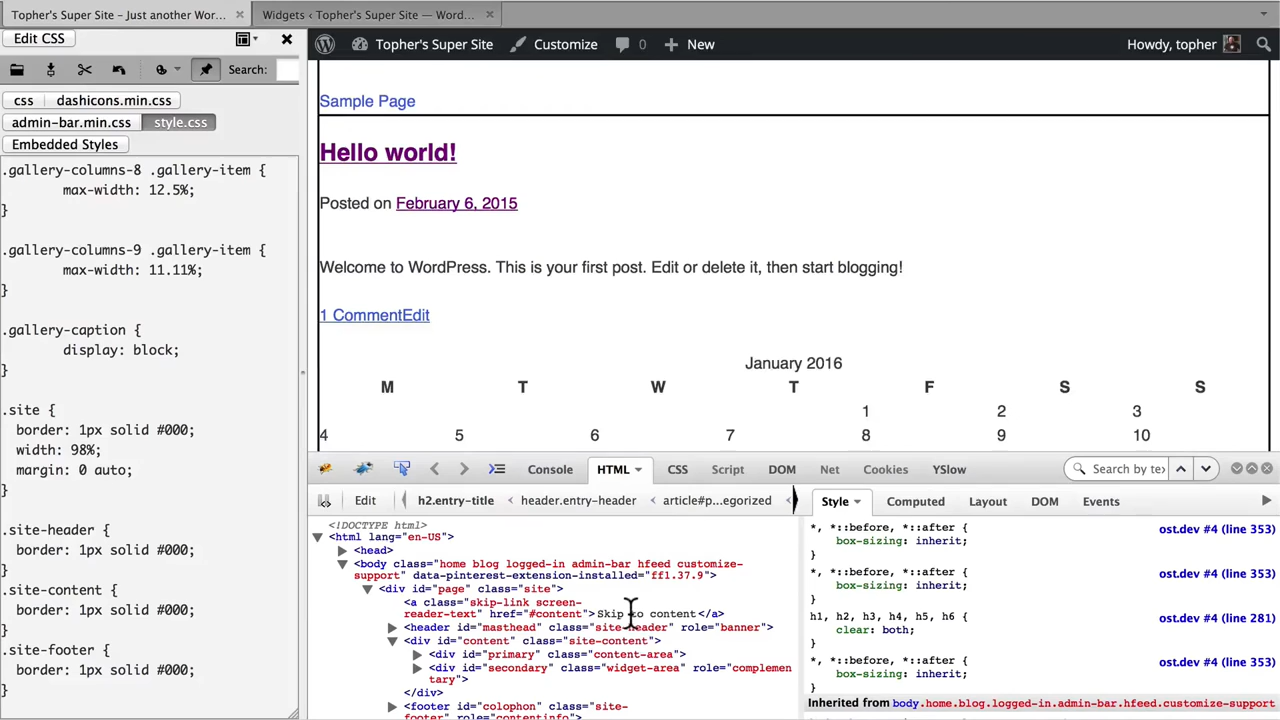 Topher's Super Site – Just another Wor...
Widgets ‹ Topher's Super Site — Word...
Edit CSS
Topher's Super Site
Customize
0
New
Howdy, topher
Search:
css
dashicons.min.css
admin-bar.min.css
style.css
Embedded Styles
.gallery-columns-8 .gallery-item {
max-width: 12.5%;
}
.gallery-columns-9 .gallery-item {
max-width: 11.11%;
}
.gallery-caption {
display: block;
}
.site {
border: 1px solid #000;
width: 98%;
margin: 0 auto;
}
.site-header {
border: 1px solid #000;
}
.site-content {
border: 1px solid #000;
}
.site-footer {
border: 1px solid #000;
}
Sample Page
Hello world!
Posted on February 6, 2015
Welcome to WordPress. This is your first post. Edit or delete it, then start blogging!
1 CommentEdit
January 2016
M T W T F S S
1 2 3
4 5 6 7 8 9 10
Console
HTML
CSS
Script
DOM
Net
Cookies
YSlow
Search by te
Edit
h2.entry-title < header.entry-header < article#p...egorized
<!DOCTYPE html>
<html lang="en-US">
<head>
<body class="home blog logged-in admin-bar hfeed customize-
support" data-pinterest-extension-installed="ff1.37.9">
<div id="page" class="site">
<a class="skip-link screen-
reader-text" href="#content">Skip to content</a>
<header id="masthead" class="site-header" role="banner">
<div id="content" class="site-content">
<div id="primary" class="content-area">
<div id="secondary" class="widget-area" role="complemen
tary">
</div>
<footer id="colophon" class="site-
footer" role="contentinfo">
Style
Computed
Layout
DOM
Events
*, *::before, *::after {
ost.dev #4 (line 353)
box-sizing: inherit;
}
*, *::before, *::after {
ost.dev #4 (line 353)
box-sizing: inherit;
}
h1, h2, h3, h4, h5, h6 {
ost.dev #4 (line 281)
clear: both;
}
*, *::before, *::after {
ost.dev #4 (line 353)
box-sizing: inherit;
}
Inherited from body.home.blog.logged-in.admin-bar.hfeed.customize-support